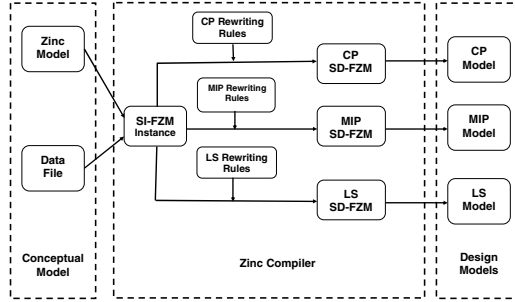 Zinc
Model
Data
File
Conceptual
Model
SI-FZM
Instance
CP Rewriting
Rules
MIP Rewriting
Rules
LS Rewriting
Rules
CP
SD-FZM
MIP
SD-FZM
LS
SD-FZM
Zinc Compiler
CP
Model
MIP
Model
LS
Model
Design
Models